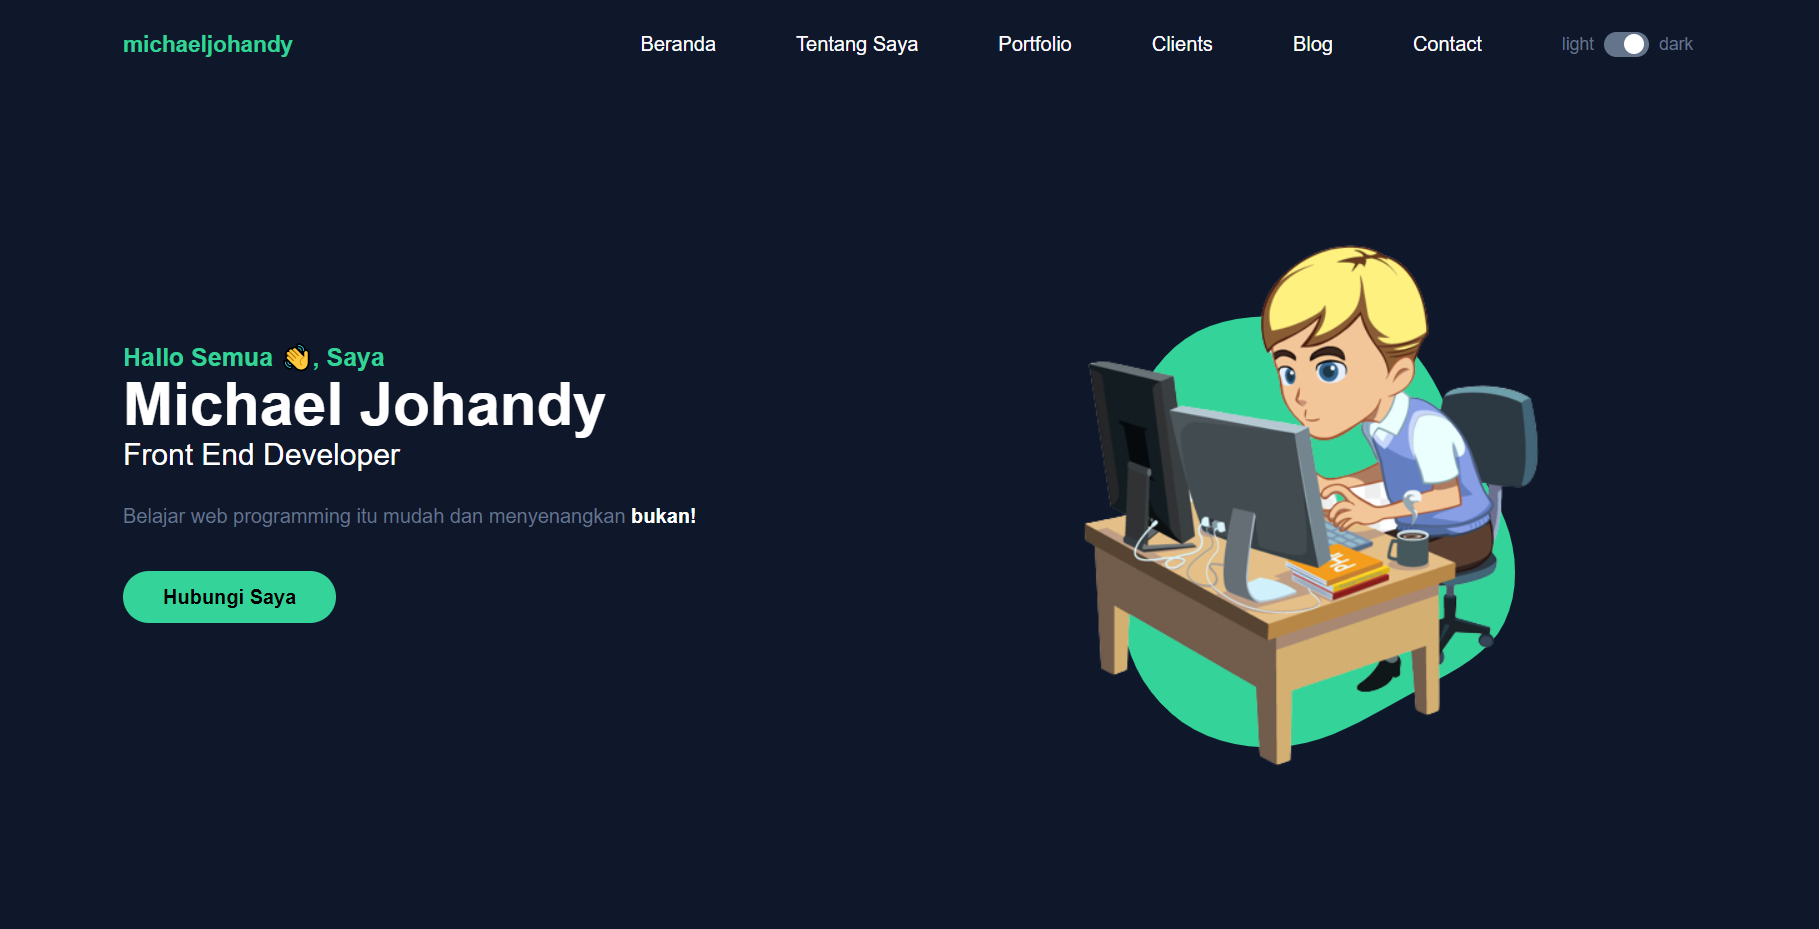 michaeljohandy
Beranda Tentang Saya Portfolio Clients Blog Contact light dark
Hallo Semua 👋, Saya
Michael Johandy
Front End Developer
Belajar web programming itu mudah dan menyenangkan bukan!
Hubungi Saya
PHP